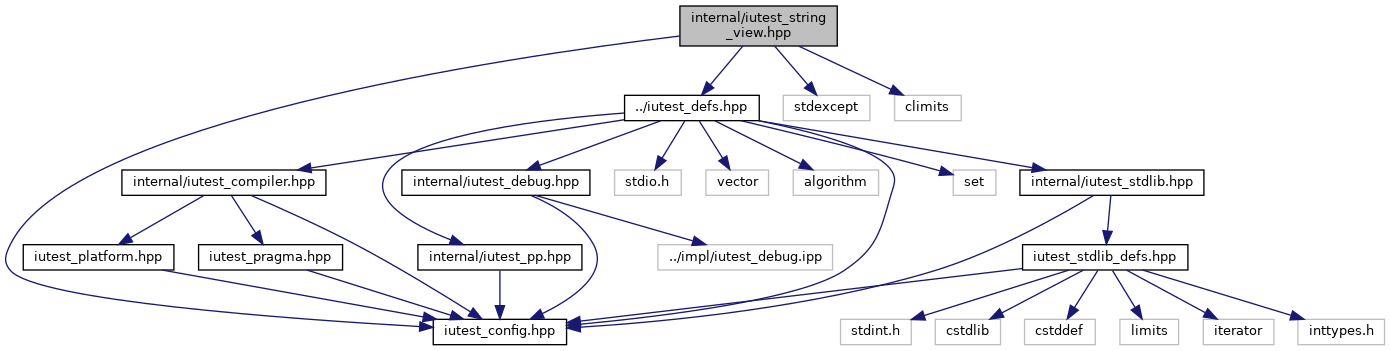 internal/iutest_string
_view.hpp
../iutest_defs.hpp
stdexcept
climits
internal/iutest_compiler.hpp
internal/iutest_debug.hpp
stdio.h
vector
algorithm
set
internal/iutest_stdlib.hpp
iutest_platform.hpp
iutest_pragma.hpp
internal/iutest_pp.hpp
../impl/iutest_debug.ipp
iutest_stdlib_defs.hpp
iutest_config.hpp
stdint.h
cstdlib
cstddef
limits
iterator
inttypes.h